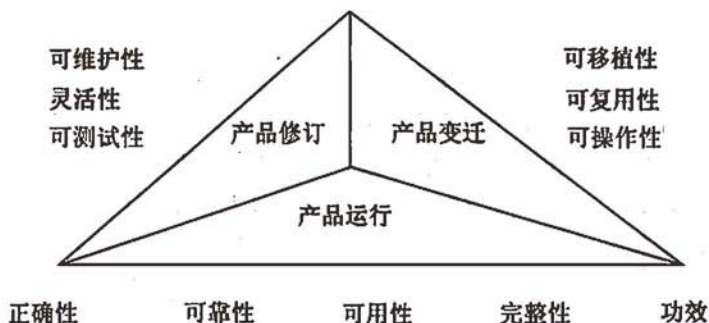 可维护性
灵活性
可测试性
可移植性
可复用性
可操作性
产品修订
产品变迁
产品运行
正确性 可靠性 可用性 完整性 功效